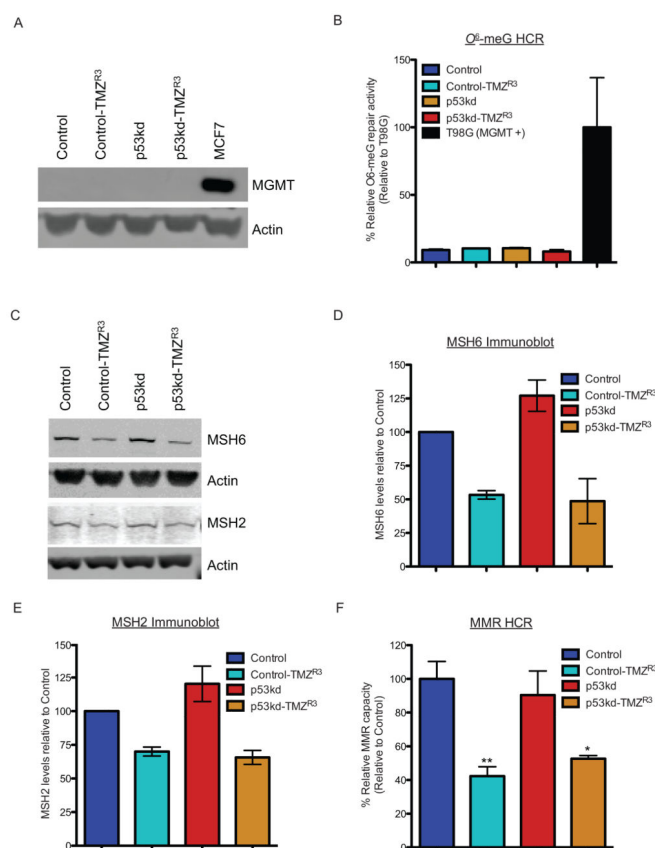 A
Control
Control-TMZR3
p53kd
p53kd-TMZR3
MCF7
MGMT
Actin
B
O6-meG HCR
% Relative O6-meG repair activity
(Relative to T98G)
150
100
50
0
Control
Control-TMZR3
p53kd
p53kd-TMZR3
T98G (MGMT +)
C
Control
Control-TMZR3
p53kd
p53kd-TMZR3
MSH6
Actin
MSH2
Actin
D
MSH6 Immunoblot
MSH6 levels relative to Control
150
125
100
75
50
25
0
Control
Control-TMZR3
p53kd
p53kd-TMZR3
E
MSH2 Immunoblot
MSH2 levels relative to Control
150
125
100
75
50
25
0
Control
Control-TMZR3
p53kd
p53kd-TMZR3
F
MMR HCR
% Relative MMR capacity
(Relative to Control)
120
100
80
60
40
20
0
**
*
Control
Control-TMZR3
p53kd
p53kd-TMZR3